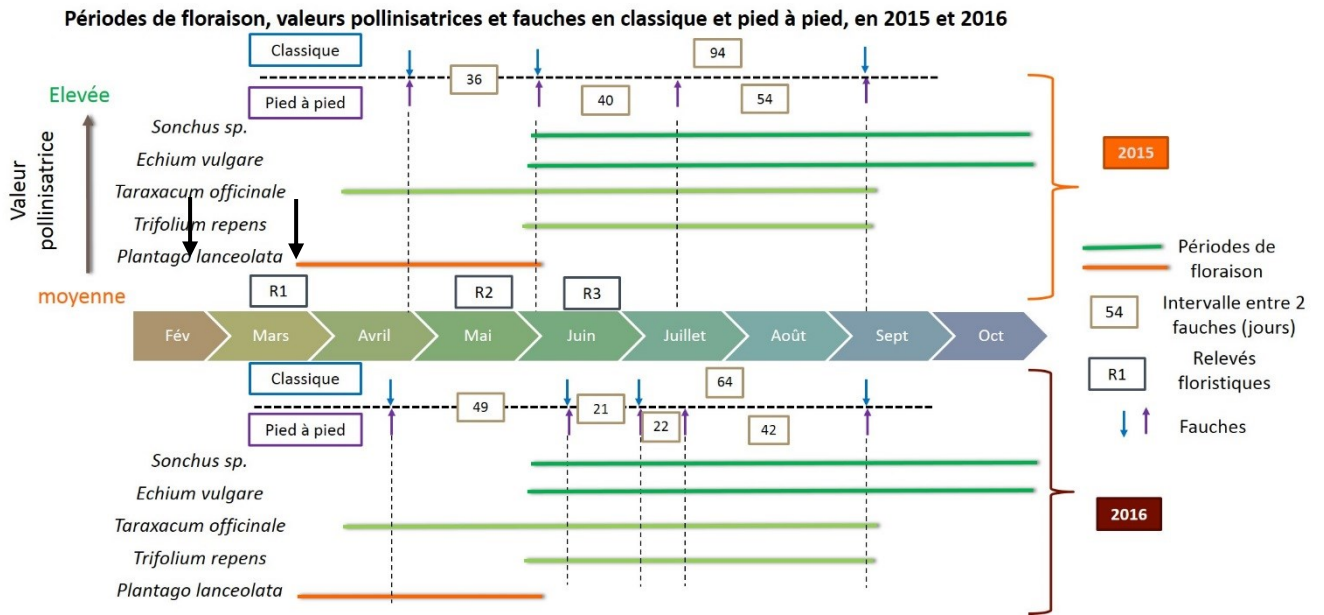 Périodes de floraison, valeurs pollinisatrices et fauches en classique et pied à pied, en 2015 et 2016
Classique
94
36
Pied à pied
40
54
Elevée
Valeur
pollinisatrice
moyenne
Sonchus sp.
Echium vulgare
Taraxacum officinale
Trifolium repens
Plantago lanceolata
R1
R2
R3
2015
Fév
Mars
Avril
Mai
Juin
Juillet
Août
Sept
Oct
Périodes de
floraison
54
Intervalle entre 2
fauches (jours)
R1
Relevés
floristiques
Fauches
Classique
64
49
21
Pied à pied
22
42
Sonchus sp.
Echium vulgare
Taraxacum officinale
Trifolium repens
Plantago lanceolata
2016